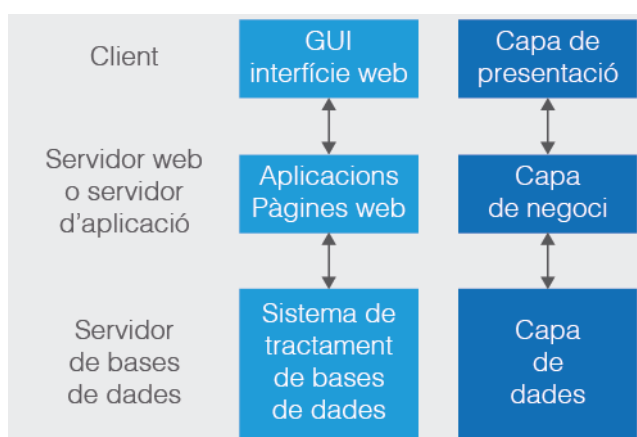 Client
GUI
interfície web
Capa de
presentació
Servidor web
o servidor
d'aplicació
Aplicacions
Pàgines web
Capa
de negoci
Servidor
de bases
de dades
Sistema de
tractament
de bases
de dades
Capa
de
dades